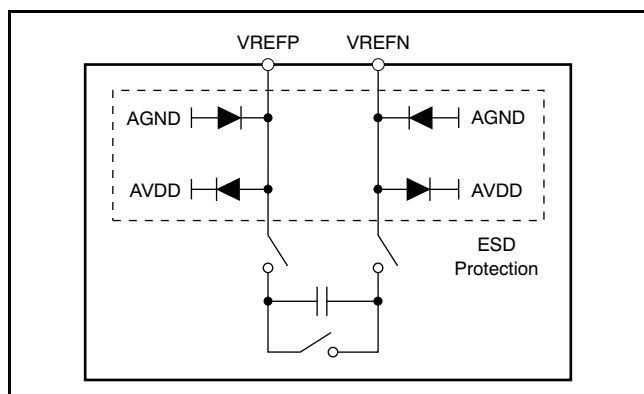 VREFP VREFN
AGND AGND
AVDD AVDD
ESD
Protection